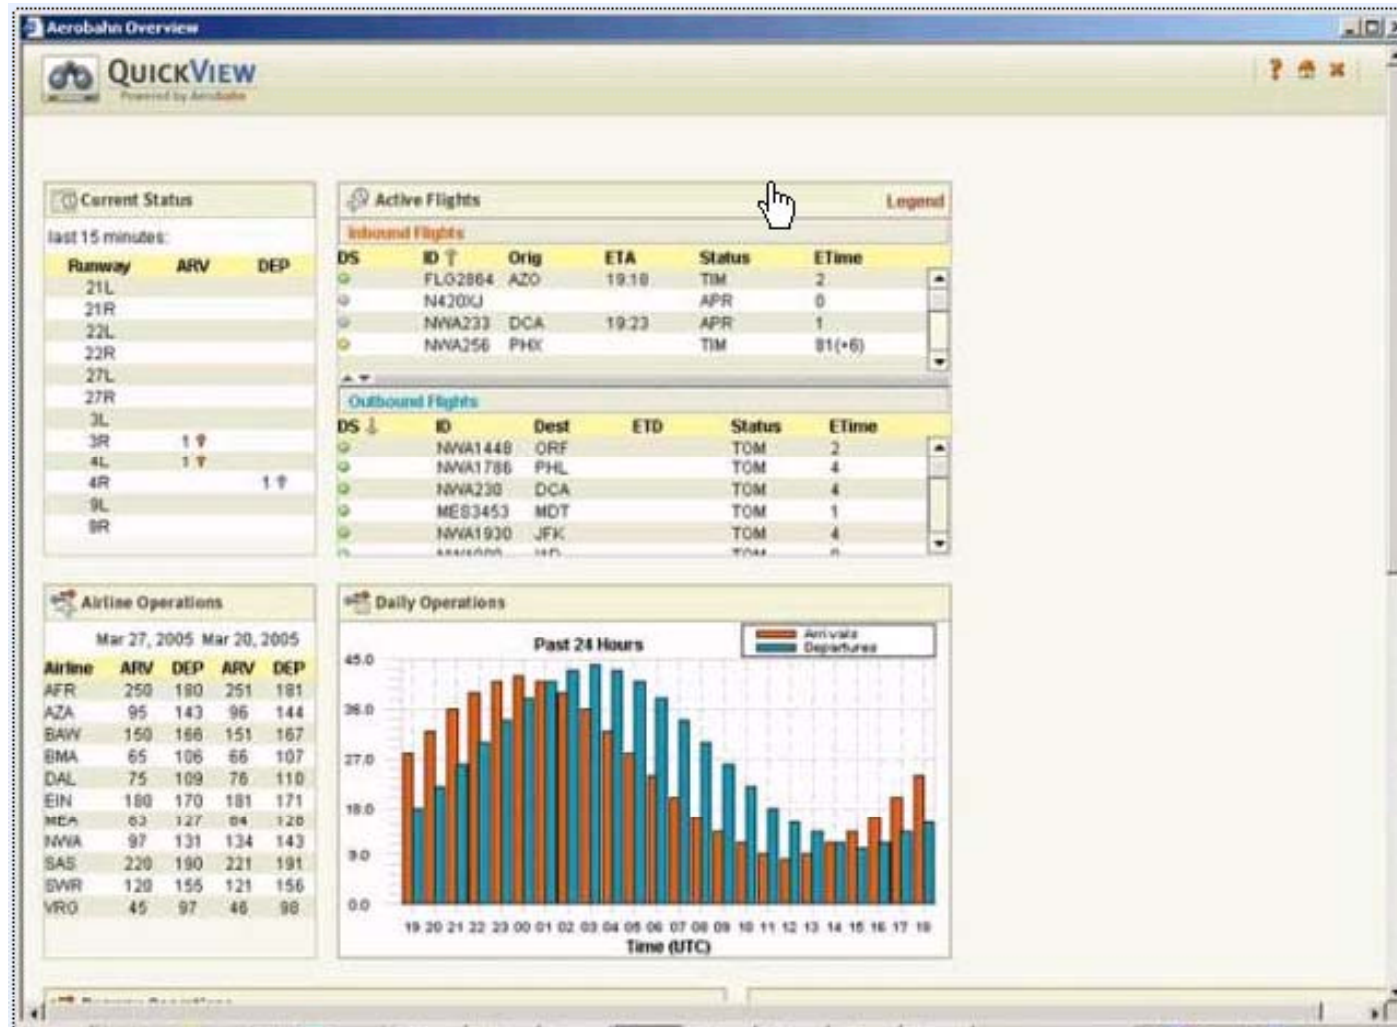 Aerobahn Overview
QUICKVIEW
Powered by Aerobahn
Current Status
last 15 minutes:
Runway ARV DEP
21L
21R
22L
22R
27L
27R
3L
3R 1
4L 1
4R 1
9L
9R
Active Flights Legend
Inbound Flights
DS ID Orig ETA Status ETime
FLG2864 AZO 19:18 TIM 2
N420XJ APR 0
NWA233 DCA 19:23 APR 1
NWA256 PHX TIM 81(+6)
Outbound Flights
DS ID Dest ETD Status ETime
NWA1448 ORF TOM 2
NWA1786 PHL TOM 4
NWA230 DCA TOM 4
MES3453 MDT TOM 1
NWA1930 JFK TOM 4
TOM
Airline Operations
Mar 27, 2005 Mar 20, 2005
Airline ARV DEP ARV DEP
AFR 250 180 251 181
AZA 95 143 96 144
BAW 150 166 151 167
BMA 65 106 66 107
DAL 75 109 76 110
EIN 180 170 181 171
MEA 83 127 84 128
NWA 97 131 134 143
SAS 220 190 221 191
SWR 120 155 121 156
VRG 45 97 46 98
Daily Operations
Past 24 Hours
Arrivals
Departures
45.0
36.0
27.0
18.0
9.0
0.0
19 20 21 22 23 00 01 02 03 04 05 06 07 08 09 10 11 12 13 14 15 16 17 18
Time (UTC)